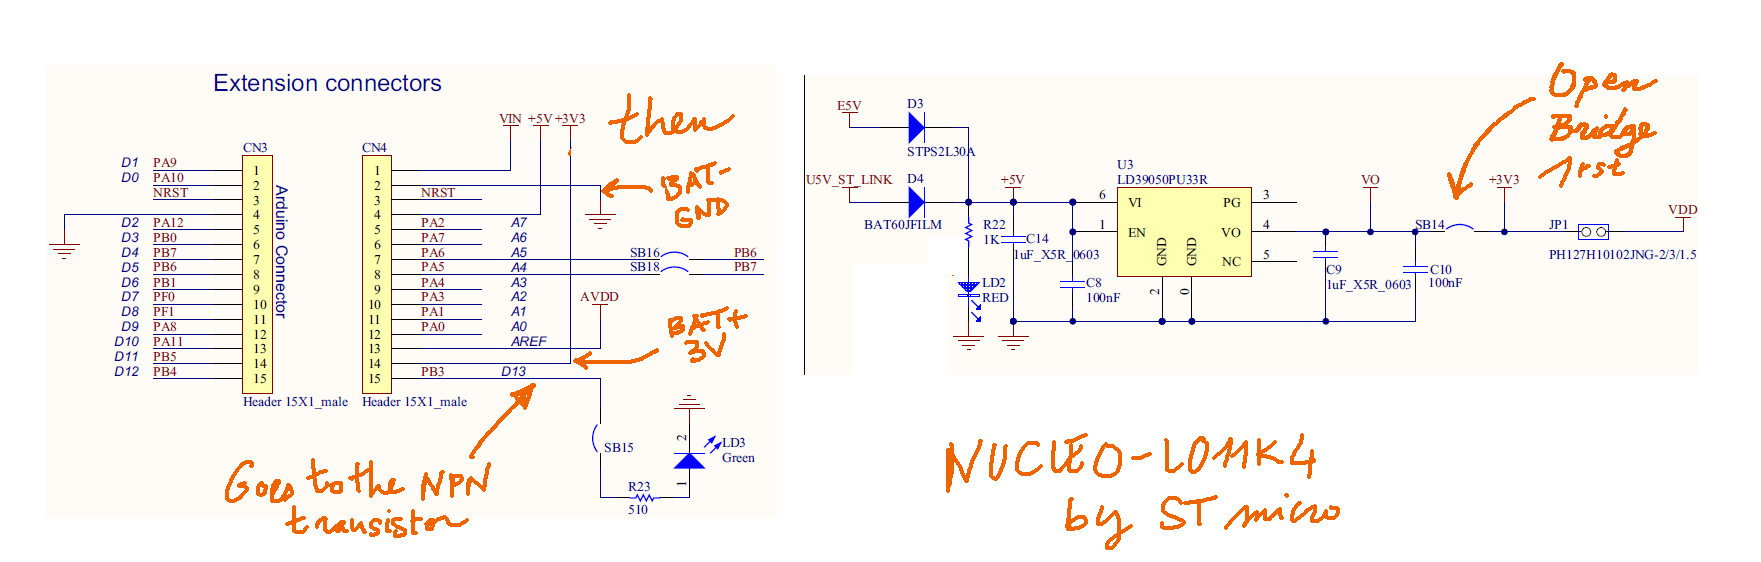 Extension connectors
VIN +5V +3V3
then
CN3
CN4
D1 PA9 1
D0 PA10 2
NRST 3
4
D2 PA12 5
D3 PB0 6
D4 PB7 7
D5 PB6 8
D6 PB1 9
D7 PF0 10
D8 PF1 11
D9 PA8 12
D10 PA11 13
D11 PB5 14
D12 PB4 15
Arduino Connector
Header 15X1_male
1
2
3 NRST
4
5 PA2 A7
6 PA7 A6
7 PA6 A5 SB16 PB6
8 PA5 A4 SB18 PB7
9 PA4 A3
10 PA3 A2
11 PA1 A1
12 PA0 A0
13 AREF
14
15 PB3 D13
Header 15X1_male
AVDD
BAT-
GND
BAT+
3V
SB15
R23
510
2
1
LD3
Green
Goes to the NPN
transistor
E5V
D3
STPS2L30A
U5V_ST_LINK
D4
BAT60JFILM
+5V
R22
1K
C14
1uF_X5R_0603
LD2
RED
C8
100nF
U3
LD39050PU33R
6 VI PG 3
1 EN VO 4
GND GND NC 5
2 0
VO
C9
1uF_X5R_0603
C10
100nF
SB14
+3V3
JP1
PH127H10102JNG-2/3/1.5
VDD
Open
Bridge
1rst
NUCLEO-L011K4
by ST micro